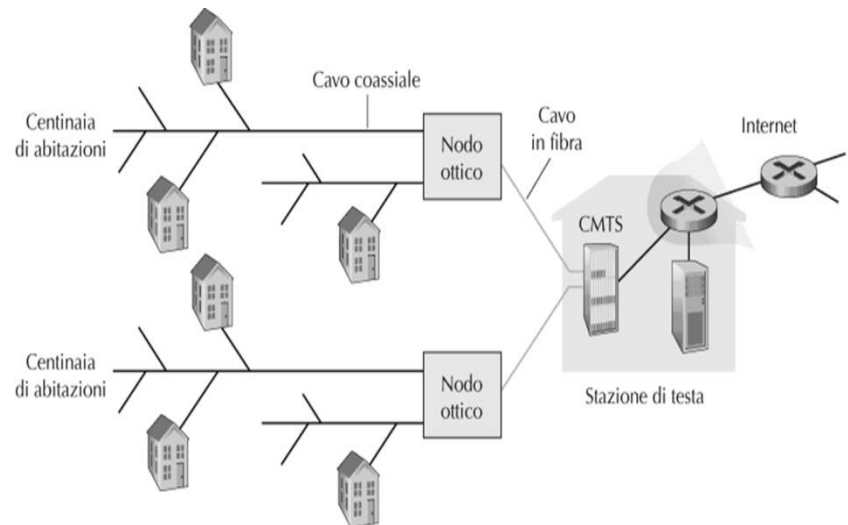 Centinaia
di abitazioni
Cavo coassiale
Nodo
ottico
Cavo
in fibra
Internet
CMTS
Centinaia
di abitazioni
Nodo
ottico
Stazione di testa